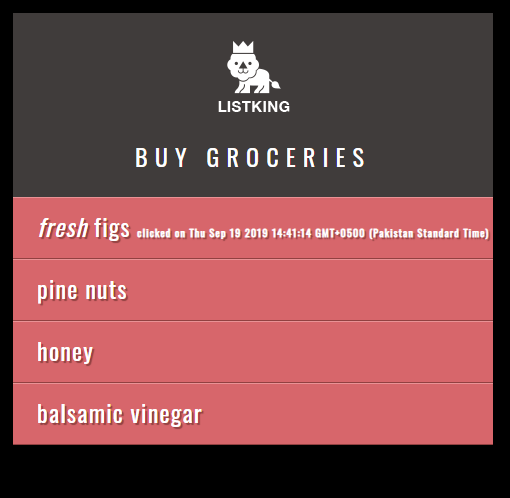 LISTKING
BUY GROCERIES
fresh figs clicked on Thu Sep 19 2019 14:41:14 GMT+0500 (Pakistan Standard Time)
pine nuts
honey
balsamic vinegar